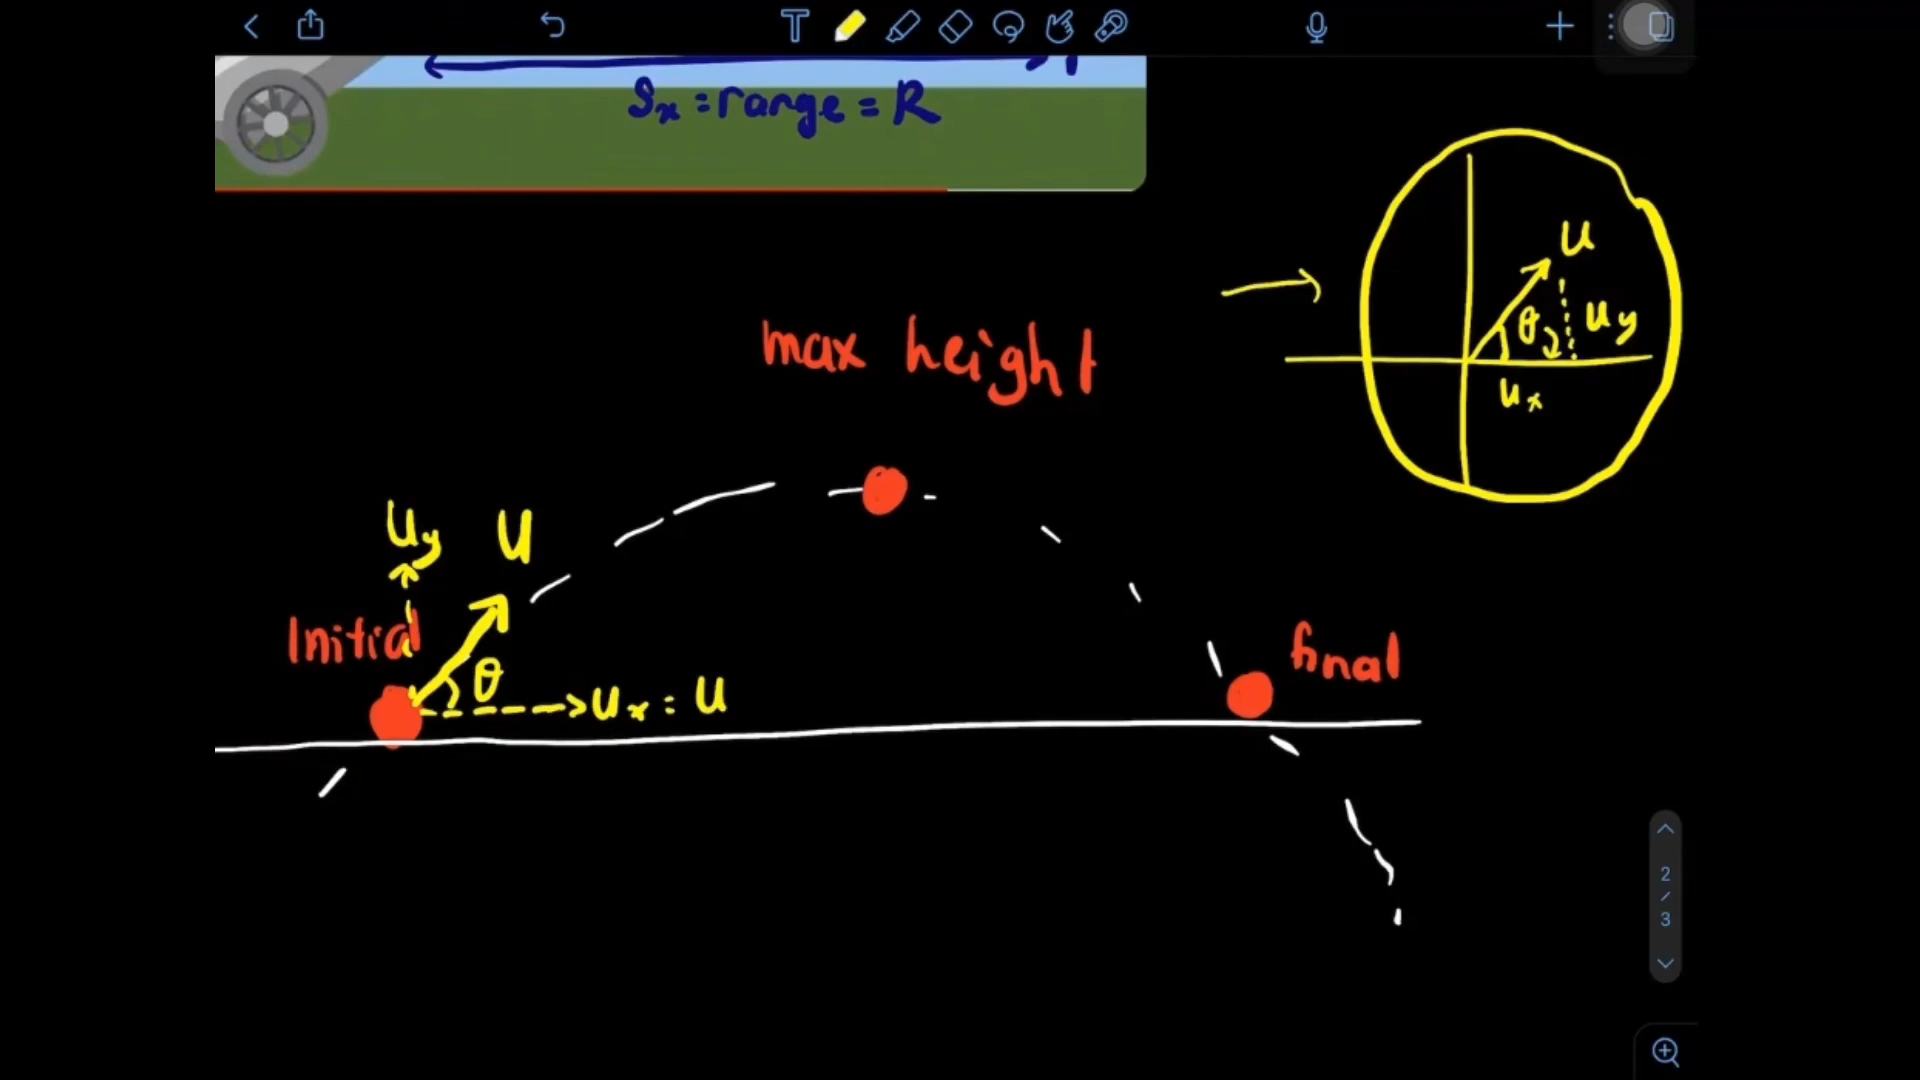 Sx = range = R
U
θ
uy
ux
max height
Uy
U
Initial
θ
Ux = U
final
2
/
3